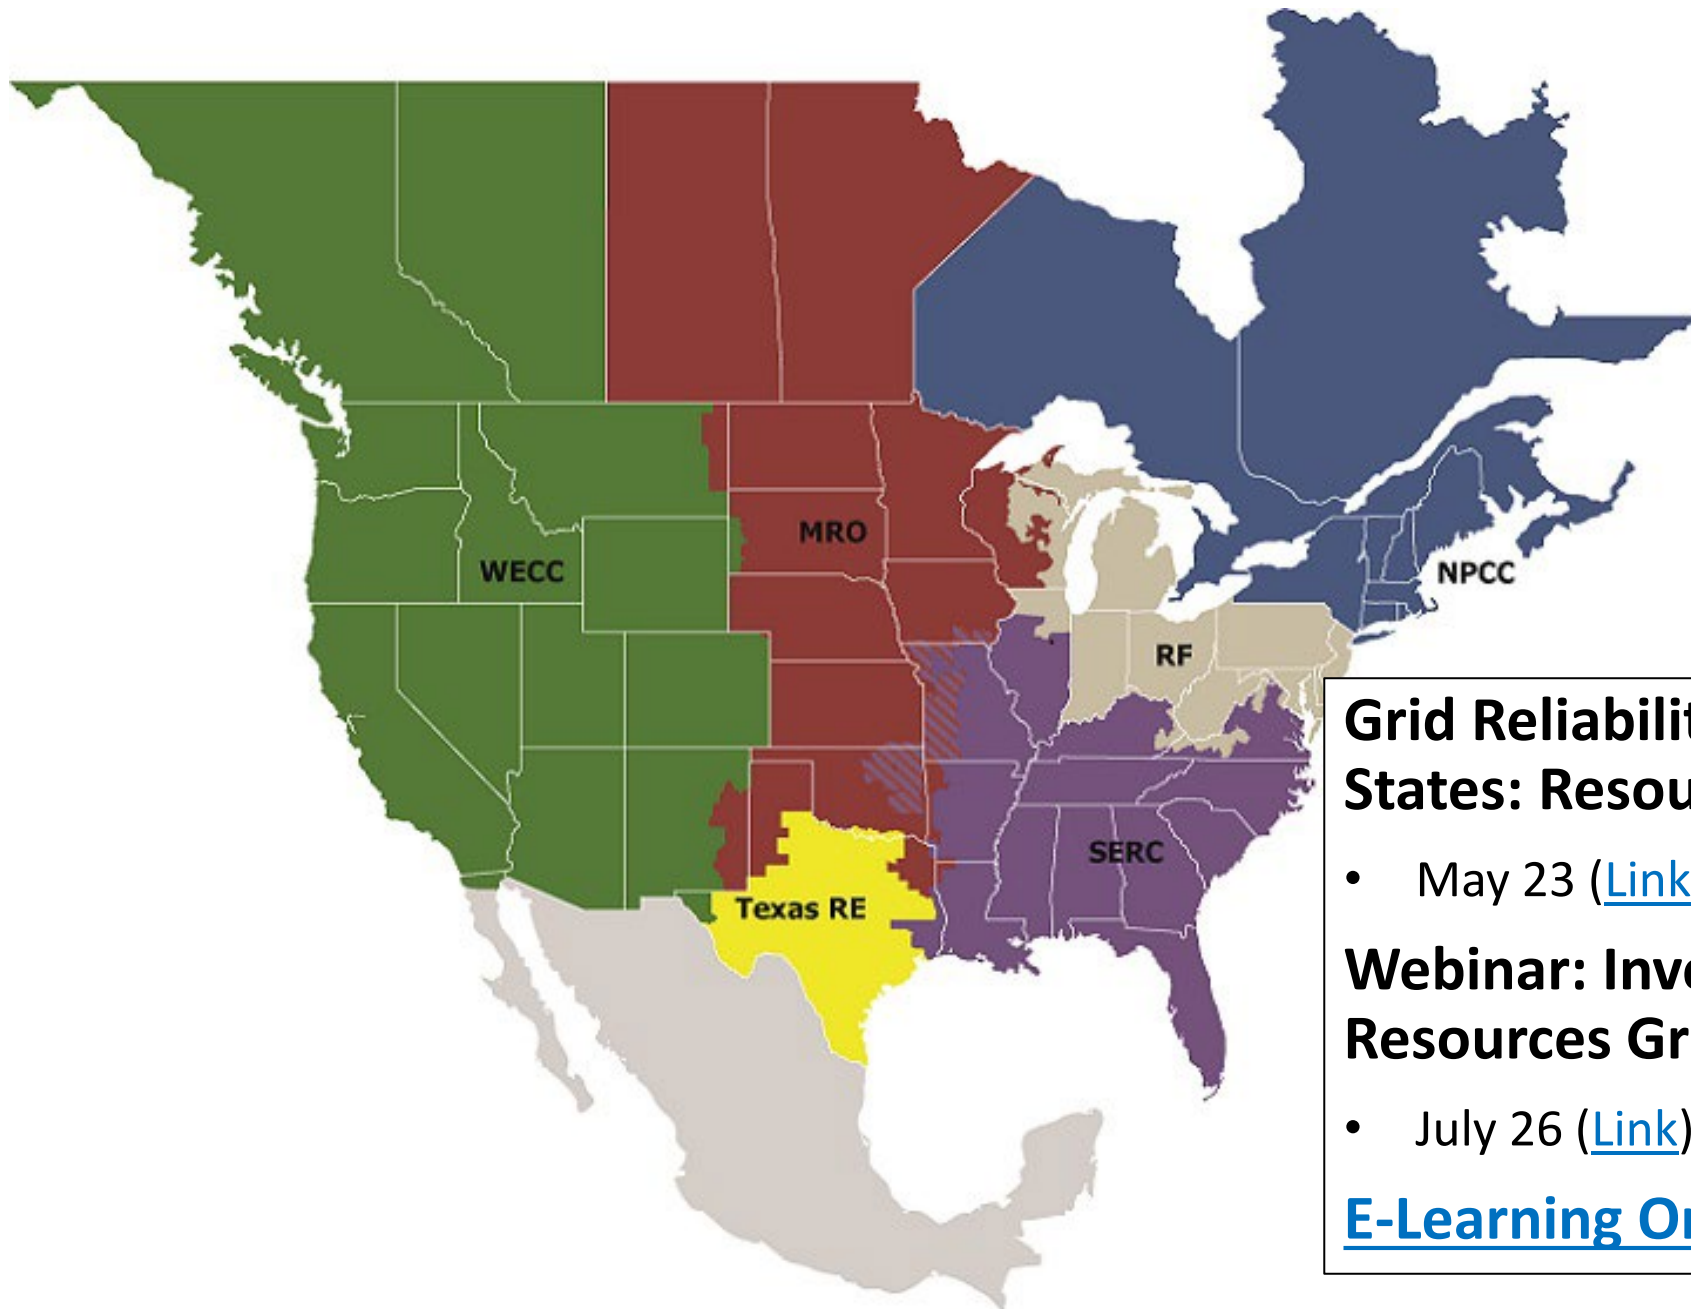 WECC
MRO
NPCC
RF
SERC
Texas RE
Grid Reliabilit
States: Resou
• May 23 (Link
Webinar: Inve
Resources Gr
• July 26 (Link)
E-Learning Or